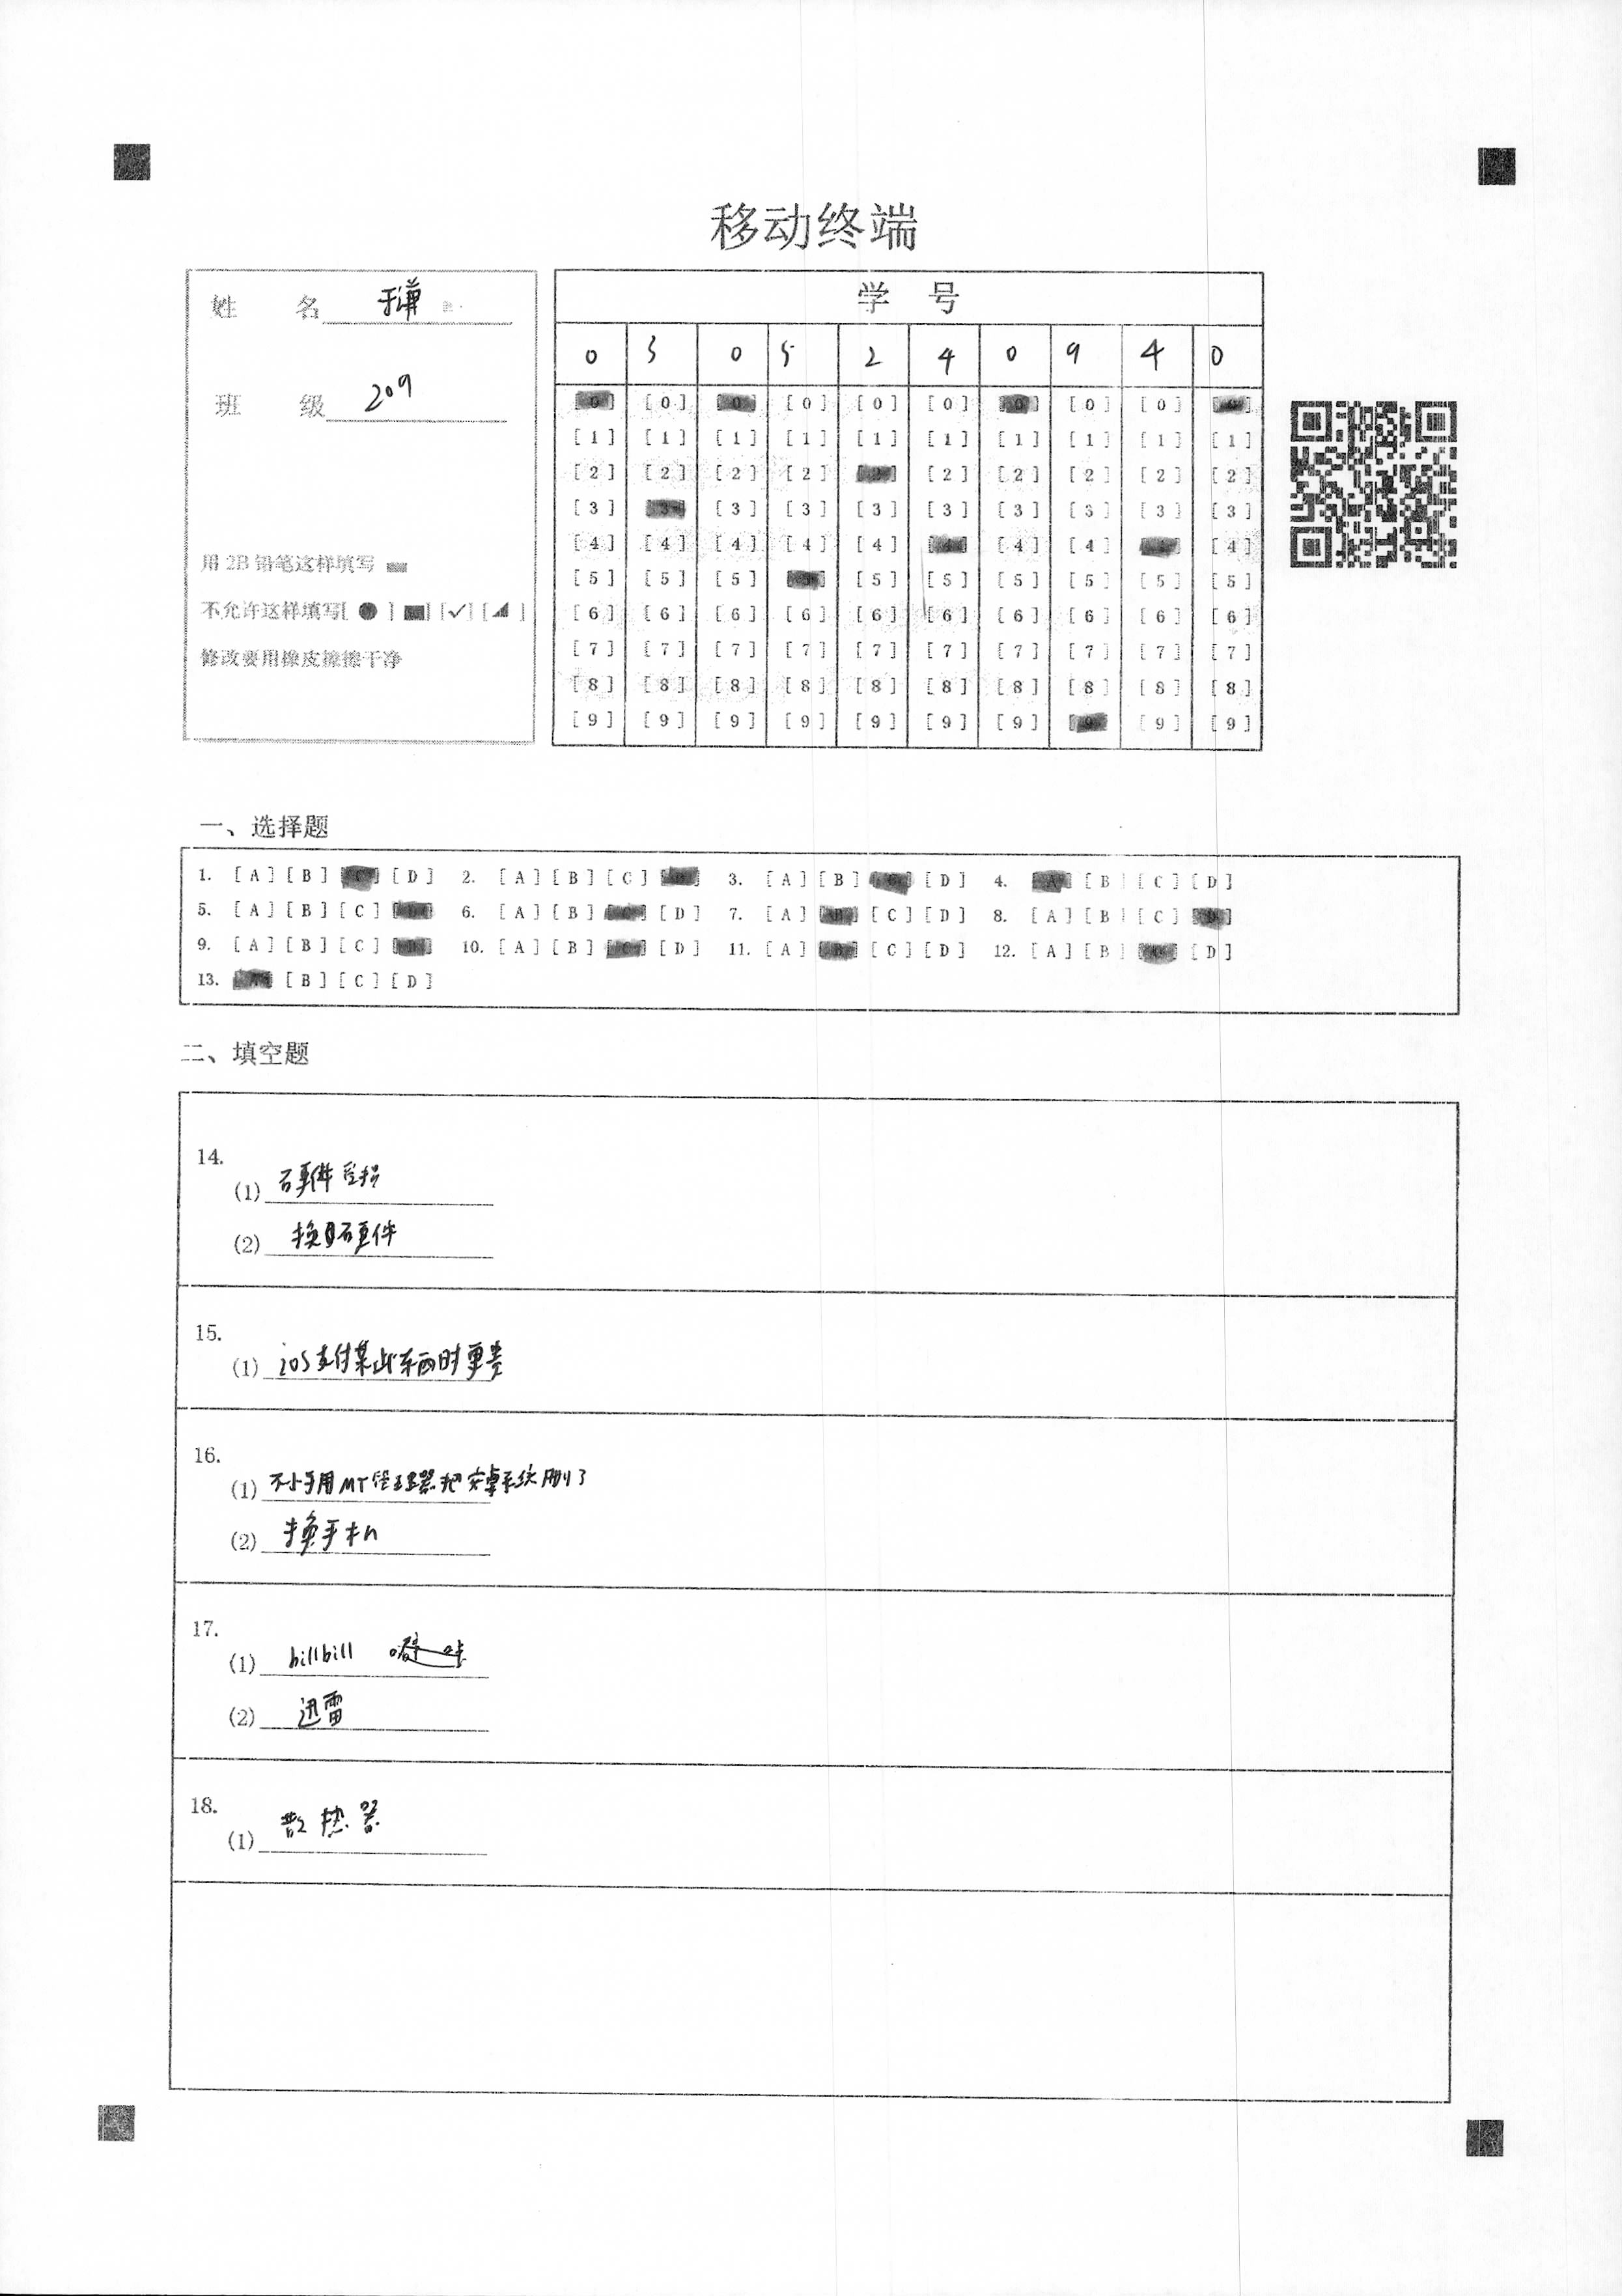 移动终端
姓 名 于
班 级 209
用 2B 铅笔这样填写
不允许这样填写[ ● ] [■] [✓] [◢ ]
修改要用橡皮擦擦干净
学 号
0 3 0 5 2 4 0 9 4 0
[0] [0] [0] [0] [0] [0] [0] [0] [0] [0]
[1] [1] [1] [1] [1] [1] [1] [1] [1] [1]
[2] [2] [2] [2] [2] [2] [2] [2] [2] [2]
[3] [3] [3] [3] [3] [3] [3] [3] [3] [3]
[4] [4] [4] [4] [4] [4] [4] [4] [4] [4]
[5] [5] [5] [5] [5] [5] [5] [5] [5] [5]
[6] [6] [6] [6] [6] [6] [6] [6] [6] [6]
[7] [7] [7] [7] [7] [7] [7] [7] [7] [7]
[8] [8] [8] [8] [8] [8] [8] [8] [8] [8]
[9] [9] [9] [9] [9] [9] [9] [9] [9] [9]
一、选择题
1. [A] [B] [C] [D] 2. [A] [B] [C] [D] 3. [A] [B] [C] [D] 4. [A] [B] [C] [D]
5. [A] [B] [C] [D] 6. [A] [B] [C] [D] 7. [A] [B] [C] [D] 8. [A] [B] [C] [D]
9. [A] [B] [C] [D] 10. [A] [B] [C] [D] 11. [A] [B] [C] [D] 12. [A] [B] [C] [D]
13. [A] [B] [C] [D]
二、填空题
14.
(1) 硬件受损
(2) 换硬件
15.
(1) ios支付某些东西时更贵
16.
(1) 不小手用MT管理器把安卓系统删了
(2) 换手机
17.
(1) billbill
(2) 迅雷
18.
(1) 散热器